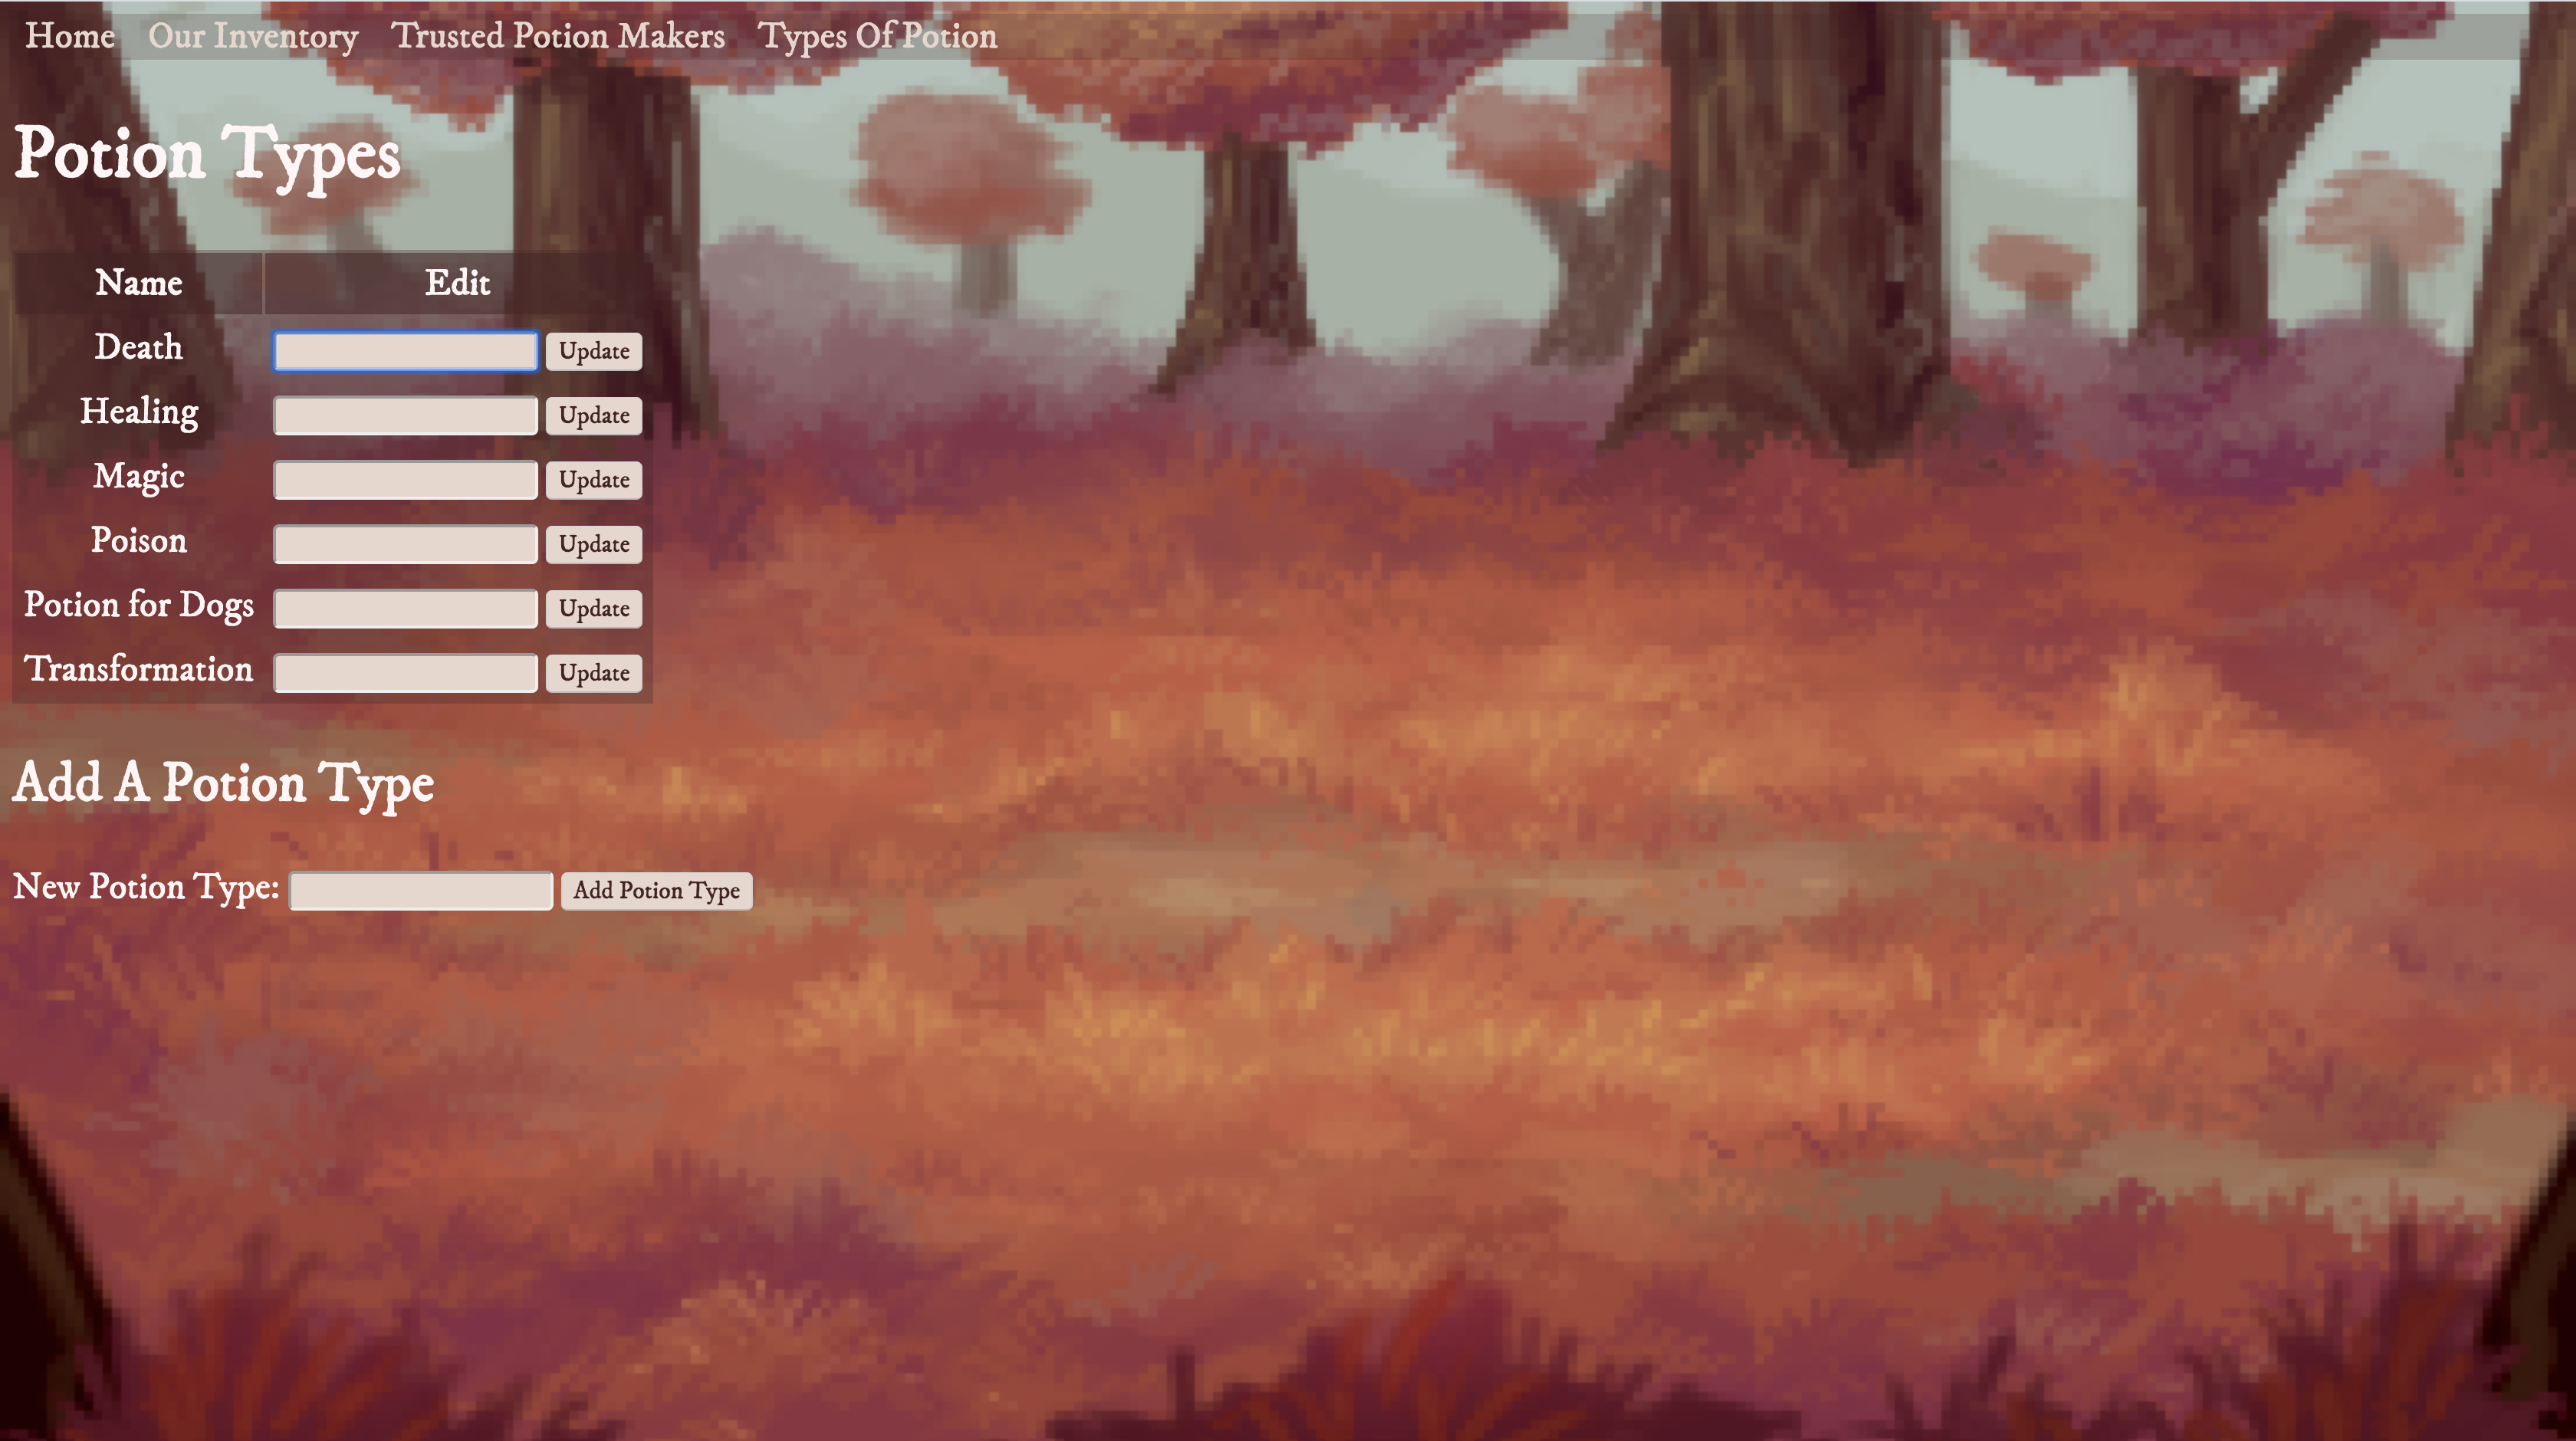 Home Our Inventory Trusted Potion Makers Types Of Potion
Potion Types
Name Edit
Death Update
Healing Update
Magic Update
Poison Update
Potion for Dogs Update
Transformation Update
Add A Potion Type
New Potion Type: Add Potion Type